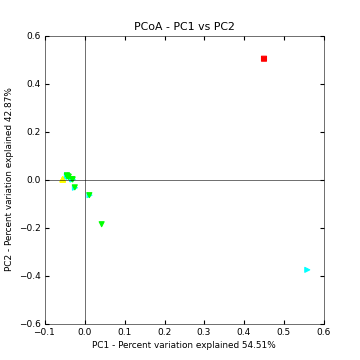 PCoA - PC1 vs PC2
0.6
0.4
0.2
0.0
−0.2
−0.4
−0.6
PC2 - Percent variation explained 42.87%
−0.1 0.0 0.1 0.2 0.3 0.4 0.5 0.6
PC1 - Percent variation explained 54.51%